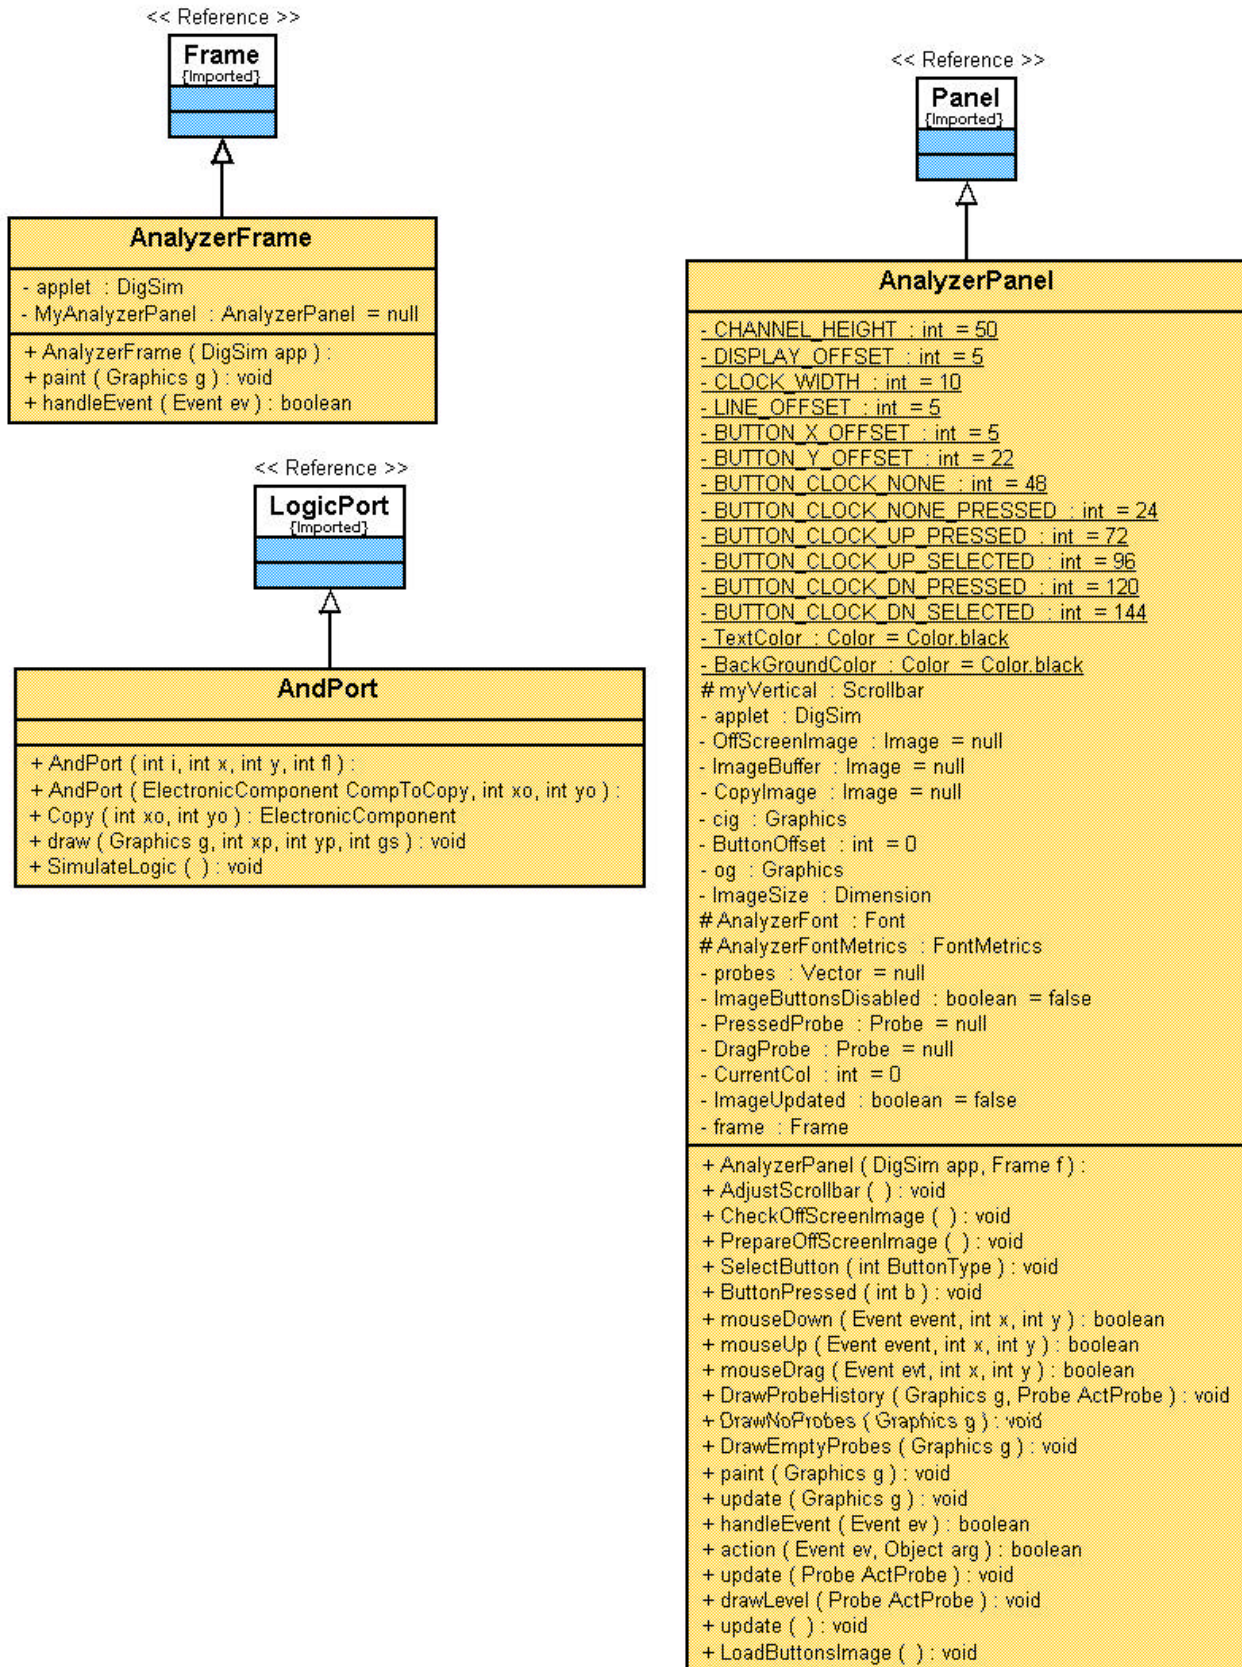 << Reference >>
Frame
{Imported}
AnalyzerFrame
- applet : DigSim
- MyAnalyzerPanel : AnalyzerPanel = null
+ AnalyzerFrame ( DigSim app ) :
+ paint ( Graphics g ) : void
+ handleEvent ( Event ev ) : boolean
<< Reference >>
LogicPort
{Imported}
AndPort
+ AndPort ( int i, int x, int y, int fl ) :
+ AndPort ( ElectronicComponent CompToCopy, int xo, int yo ) :
+ Copy ( int xo, int yo ) : ElectronicComponent
+ draw ( Graphics g, int xp, int yp, int gs ) : void
+ SimulateLogic ( ) : void
<< Reference >>
Panel
{Imported}
AnalyzerPanel
- CHANNEL_HEIGHT : int = 50
- DISPLAY_OFFSET : int = 5
- CLOCK_WIDTH : int = 10
- LINE_OFFSET : int = 5
- BUTTON_X_OFFSET : int = 5
- BUTTON_Y_OFFSET : int = 22
- BUTTON_CLOCK_NONE : int = 48
- BUTTON_CLOCK_NONE_PRESSED : int = 24
- BUTTON_CLOCK_UP_PRESSED : int = 72
- BUTTON_CLOCK_UP_SELECTED : int = 96
- BUTTON_CLOCK_DN_PRESSED : int = 120
- BUTTON_CLOCK_DN_SELECTED : int = 144
- TextColor : Color = Color.black
- BackGroundColor : Color = Color.black
# myVertical : Scrollbar
- applet : DigSim
- OffScreenImage : Image = null
- ImageBuffer : Image = null
- CopyImage : Image = null
- cig : Graphics
- ButtonOffset : int = 0
- og : Graphics
- ImageSize : Dimension
# AnalyzerFont : Font
# AnalyzerFontMetrics : FontMetrics
- probes : Vector = null
- ImageButtonsDisabled : boolean = false
- PressedProbe : Probe = null
- DragProbe : Probe = null
- CurrentCol : int = 0
- ImageUpdated : boolean = false
- frame : Frame
+ AnalyzerPanel ( DigSim app, Frame f ) :
+ AdjustScrollbar ( ) : void
+ CheckOffScreenImage ( ) : void
+ PrepareOffScreenImage ( ) : void
+ SelectButton ( int ButtonType ) : void
+ ButtonPressed ( int b ) : void
+ mouseDown ( Event event, int x, int y ) : boolean
+ mouseUp ( Event event, int x, int y ) : boolean
+ mouseDrag ( Event evt, int x, int y ) : boolean
+ DrawProbeHistory ( Graphics g, Probe ActProbe ) : void
+ DrawNoProbes ( Graphics g ) : void
+ DrawEmptyProbes ( Graphics g ) : void
+ paint ( Graphics g ) : void
+ update ( Graphics g ) : void
+ handleEvent ( Event ev ) : boolean
+ action ( Event ev, Object arg ) : boolean
+ update ( Probe ActProbe ) : void
+ drawLevel ( Probe ActProbe ) : void
+ update ( ) : void
+ LoadButtonsImage ( ) : void